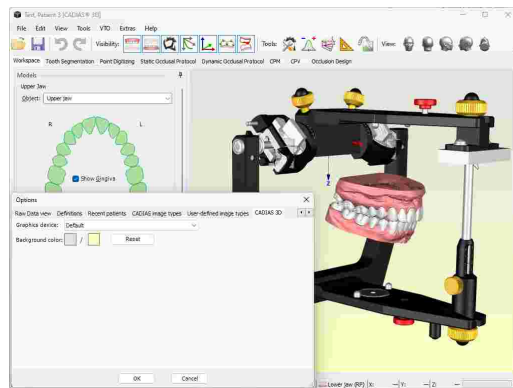 Test, Patient 3 [CADIAS® 3D]
File Edit View Tools VTO Extras Help
Visibility: Tools: View:
Workspace Tooth Segmentation Point Digitizing Static Occlusal Protocol Dynamic Occlusal Protocol CPM CPV Occlusion Design
Models
Upper Jaw
Object: Upper Jaw
R L
Show Gingiva
Z
Options
Raw Data view Definitions Recent patients CADIAS image types User-defined image types CADIAS 3D
Graphics device: Default
Background color: / Reset
OK Cancel
Lower Jaw (RP) X: — Y: — Z: —